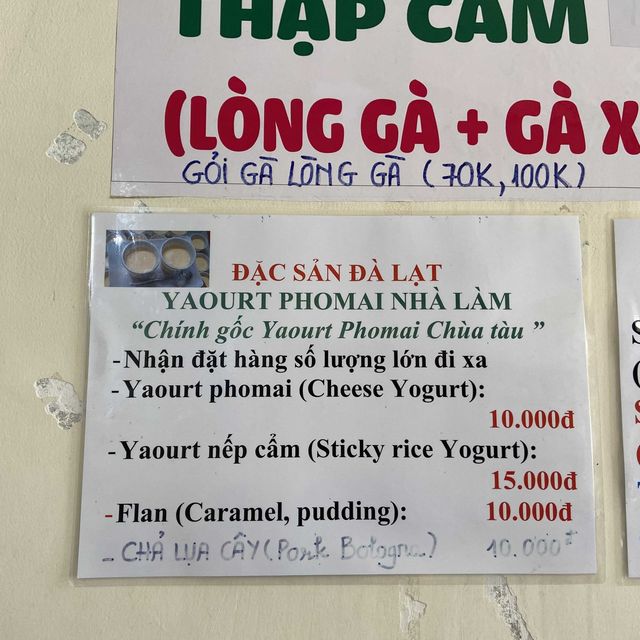 THẬP CẨM
(LÒNG GÀ + GÀ X
GỎI GÀ LÒNG GÀ (70K, 100K)
ĐẶC SẢN ĐÀ LẠT
YAOURT PHOMAI NHÀ LÀM
“Chính gốc Yaourt Phomai Chùa tàu ”
-Nhận đặt hàng số lượng lớn đi xa
-Yaourt phomai (Cheese Yogurt):
10.000đ
-Yaourt nếp cẩm (Sticky rice Yogurt):
15.000đ
-Flan (Caramel, pudding): 10.000đ
- CHẢ LỤA CÂY (Pork Bologna) 10.000đ